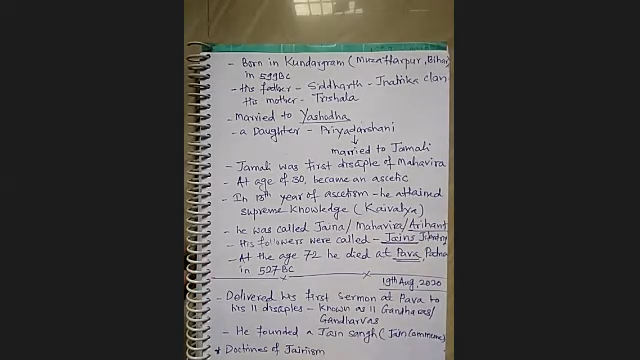 - Born in Kundargram (Muzaffarpur, Bihar
in 599BC
- His father - Siddharth - Jnatrika clan
His mother - Trishala
- Married to Yashodha
- a Daughter - Priyadarshani
↓
married to Jamali
- Jamali was first disciple of Mahavira
- At age of 30, became an ascetic
- In 13th year of ascetism - he attained
supreme knowledge (Kaivalya)
- he was called Jaina/Mahavira/Arihant
- His followers were called - Jains
- At the age 72 he died at Pava, Patna
in 527 BC
19th Aug, 2020
- Delivered his first sermon at Pava to
his 11 disciples - known as 11 Gandharas/
Gandharvas
- He founded a Jain sangh (Jain commune)
* Doctrines of Jainism